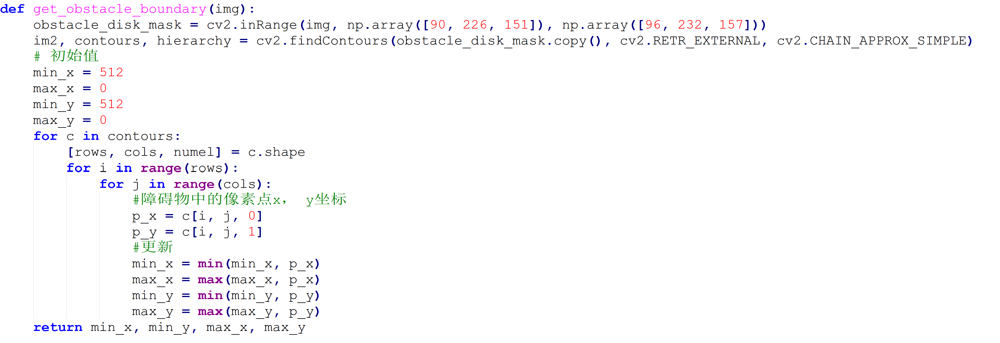 def get_obstacle_boundary(img):
    obstacle_disk_mask = cv2.inRange(img, np.array([90, 226, 151]), np.array([96, 232, 157]))
    im2, contours, hierarchy = cv2.findContours(obstacle_disk_mask.copy(), cv2.RETR_EXTERNAL, cv2.CHAIN_APPROX_SIMPLE)
    # 初始值
    min_x = 512
    max_x = 0
    min_y = 512
    max_y = 0
    for c in contours:
        [rows, cols, numel] = c.shape
        for i in range(rows):
            for j in range(cols):
                #障碍物中的像素点x， y坐标
                p_x = c[i, j, 0]
                p_y = c[i, j, 1]
                #更新
                min_x = min(min_x, p_x)
                max_x = max(max_x, p_x)
                min_y = min(min_y, p_y)
                max_y = max(max_y, p_y)
    return min_x, min_y, max_x, max_y